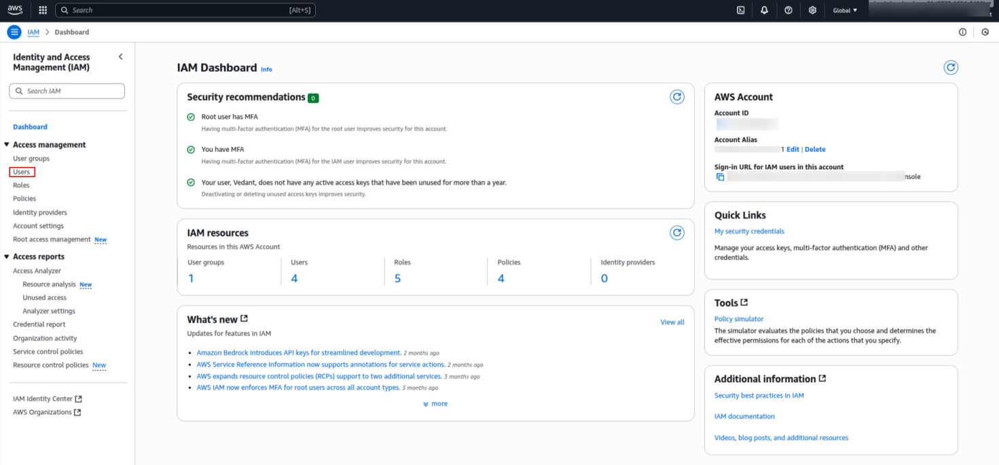 aws
Search [Alt+S]
Global
IAM > Dashboard
Identity and Access
Management (IAM)
Search IAM
Dashboard
Access management
User groups
Users
Roles
Policies
Identity providers
Account settings
Root access management New
Access reports
Access Analyzer
Resource analysis New
Unused access
Analyzer settings
Credential report
Organization activity
Service control policies
Resource control policies New
IAM Identity Center
AWS Organizations
IAM Dashboard Info
Security recommendations 0
Root user has MFA
Having multi-factor authentication (MFA) for the root user improves security for this account.
You have MFA
Having multi-factor authentication (MFA) for the IAM user improves security for this account.
Your user, Vedant, does not have any active access keys that have been unused for more than a year.
Deactivating or deleting unused access keys improves security.
IAM resources
Resources in this AWS Account
User groups Users Roles Policies Identity providers
1 4 5 4 0
What's new View all
Updates for features in IAM
• Amazon Bedrock introduces API keys for streamlined development. 2 months ago
• AWS Service Reference Information now supports annotations for service actions. 2 months ago
• AWS expands resource control policies (RCPs) support to two additional services. 3 months ago
• AWS IAM now enforces MFA for root users across all account types. 3 months ago
more
AWS Account
Account ID
Account Alias
1 Edit | Delete
Sign-in URL for IAM users in this account
nsole
Quick Links
My security credentials
Manage your access keys, multi-factor authentication (MFA) and other
credentials.
Tools
Policy simulator
The simulator evaluates the policies that you choose and determines the
effective permissions for each of the actions that you specify.
Additional information
Security best practices in IAM
IAM documentation
Videos, blog posts, and additional resources